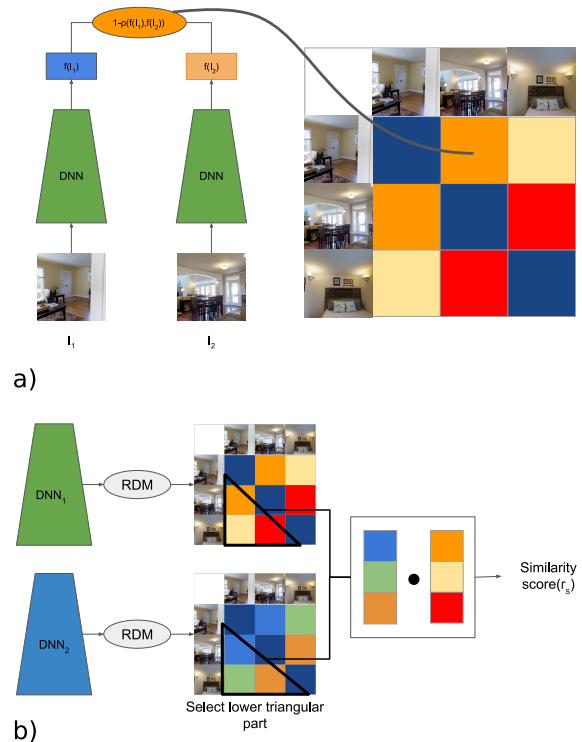 1-ρ(f(I₁),f(I₂))
f(I₁)
f(I₂)
DNN
DNN
I₁
I₂
a)
DNN₁
RDM
DNN₂
RDM
Similarity
score(rₛ)
Select lower triangular
part
b)